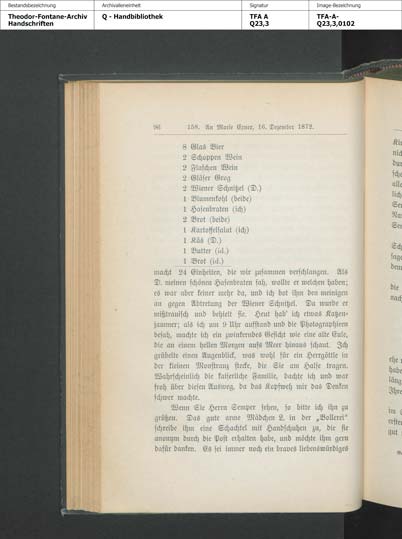 Bestandsbezeichnung
Archivalieneinheit
Signatur
Image-Bezeichnung
Theodor-Fontane-Archiv
Handschriften
Q - Handbibliothek
TFA A
Q23,3
TFA-A-
Q23,3,0102
96 158. An Marie Exner, 16. Dezember 1872.
8 Glas Bier
2 Schoppen Wein
2 Flaschen Wein
2 Gläser Grog
2 Wiener Schnitzel (D.)
1 Blumenkohl (beide)
1 Hasenbraten (ich)
2 Brot (beide)
1 Kartoffelsalat (ich)
1 Käs (D.)
1 Butter (id.)
1 Brot (id.)
macht 24 Einheiten, die wir zusammen verschlangen. Als
D. meinen schönen Hasenbraten sah, wollte er welchen haben;
es war aber keiner mehr da, und ich bot ihm den meinigen
an gegen Abtretung der Wiener Schnitzel. Da wurde er
mißtrauisch und behielt sie. Heut hab' ich etwas Katzen-
jammer; als ich um 9 Uhr aufstand und die Photographieen
besah, machte ich ein zwinkerndes Gesicht wie eine alte Eule,
die an einem hellen Morgen aufs Meer hinaus schaut. Ich
grübelte einen Augenblick, was wohl für ein Herrgöttle in
der kleinen Monstranz stecke, die Sie am Halse tragen.
Wahrscheinlich die kaiserliche Familie, dachte ich und war
froh über diesen Ausweg, da das Kopfweh mir das Denken
schwer machte.
Wenn Sie Herrn Semper sehen, so bitte ich ihn zu
grüßen. Das gute arme Mädchen L. in der „Bollerei“
schreibe ihm eine Schachtel mit Handschuhen zu, die sie
anonym durch die Post erhalten habe, und möchte ihm gern
dafür danken. Es sei immer noch ein braves liebenswürdiges